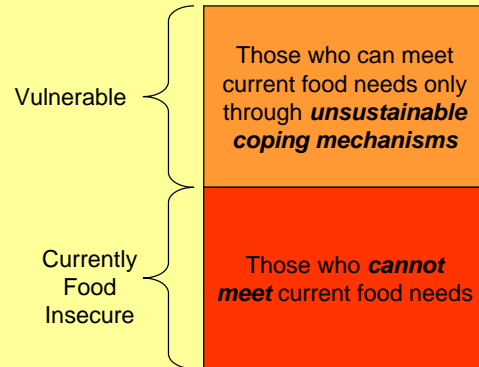 Vulnerable
Those who can meet
current food needs only
through unsustainable
coping mechanisms
Currently
Food
Insecure
Those who cannot
meet current food needs